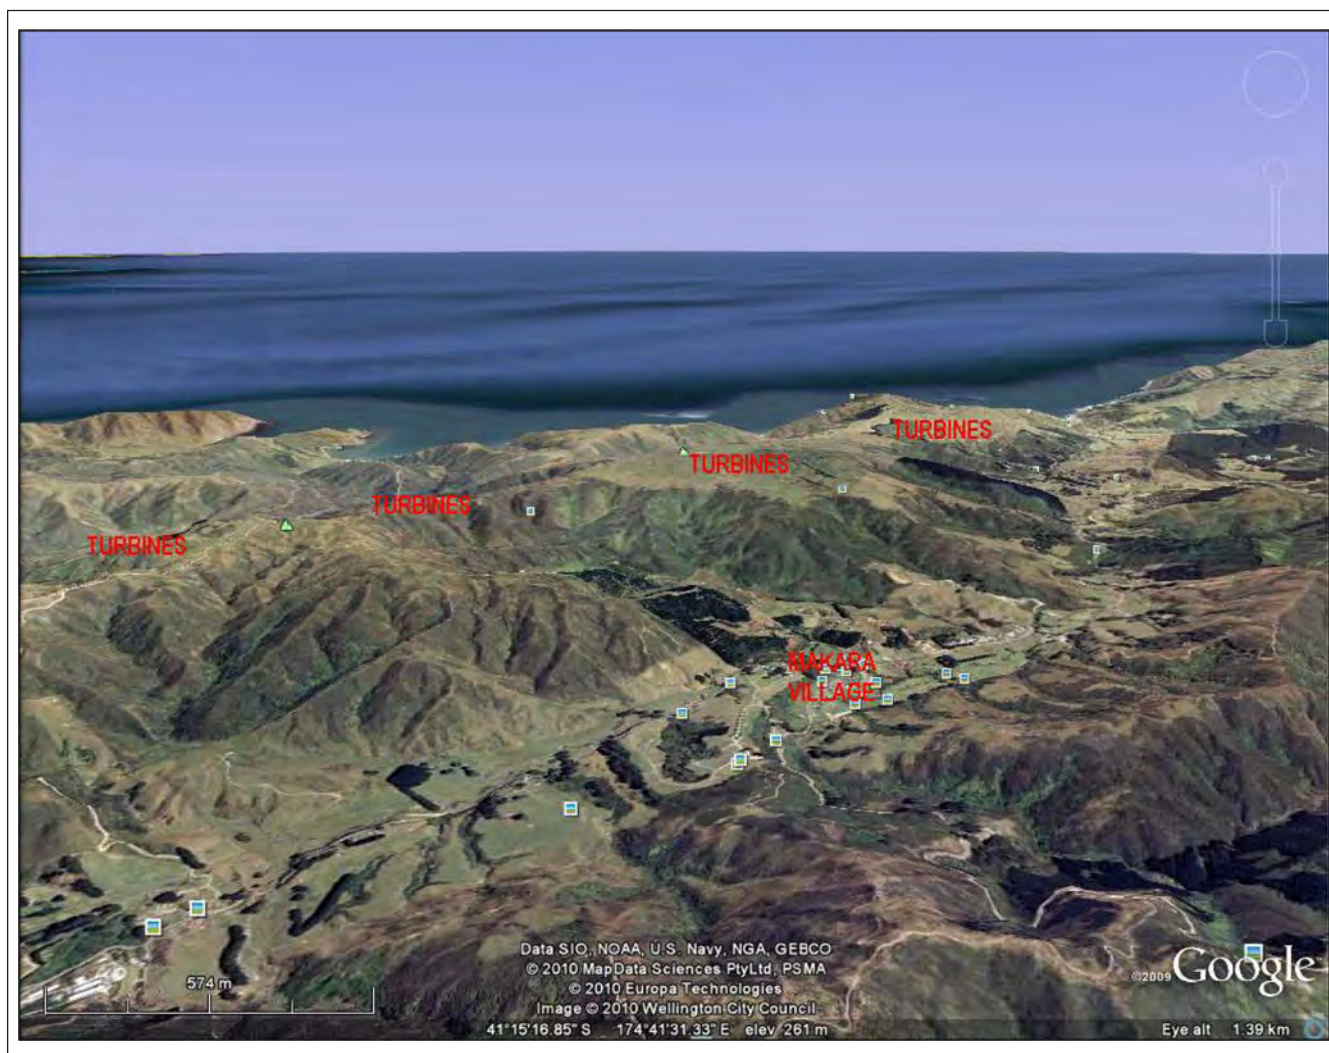 TURBINES
TURBINES
TURBINES
TURBINES
MAKARA
VILLAGE
Data SIO, NOAA, U.S. Navy, NGA, GEBCO
© 2010 MapData Sciences PtyLtd, PSMA
© 2010 Europa Technologies
Image © 2010 Wellington City Council
574 m
©2009 Google
41°15'16.85" S 174°41'31.33" E elev 261 m
Eye alt 1.39 km